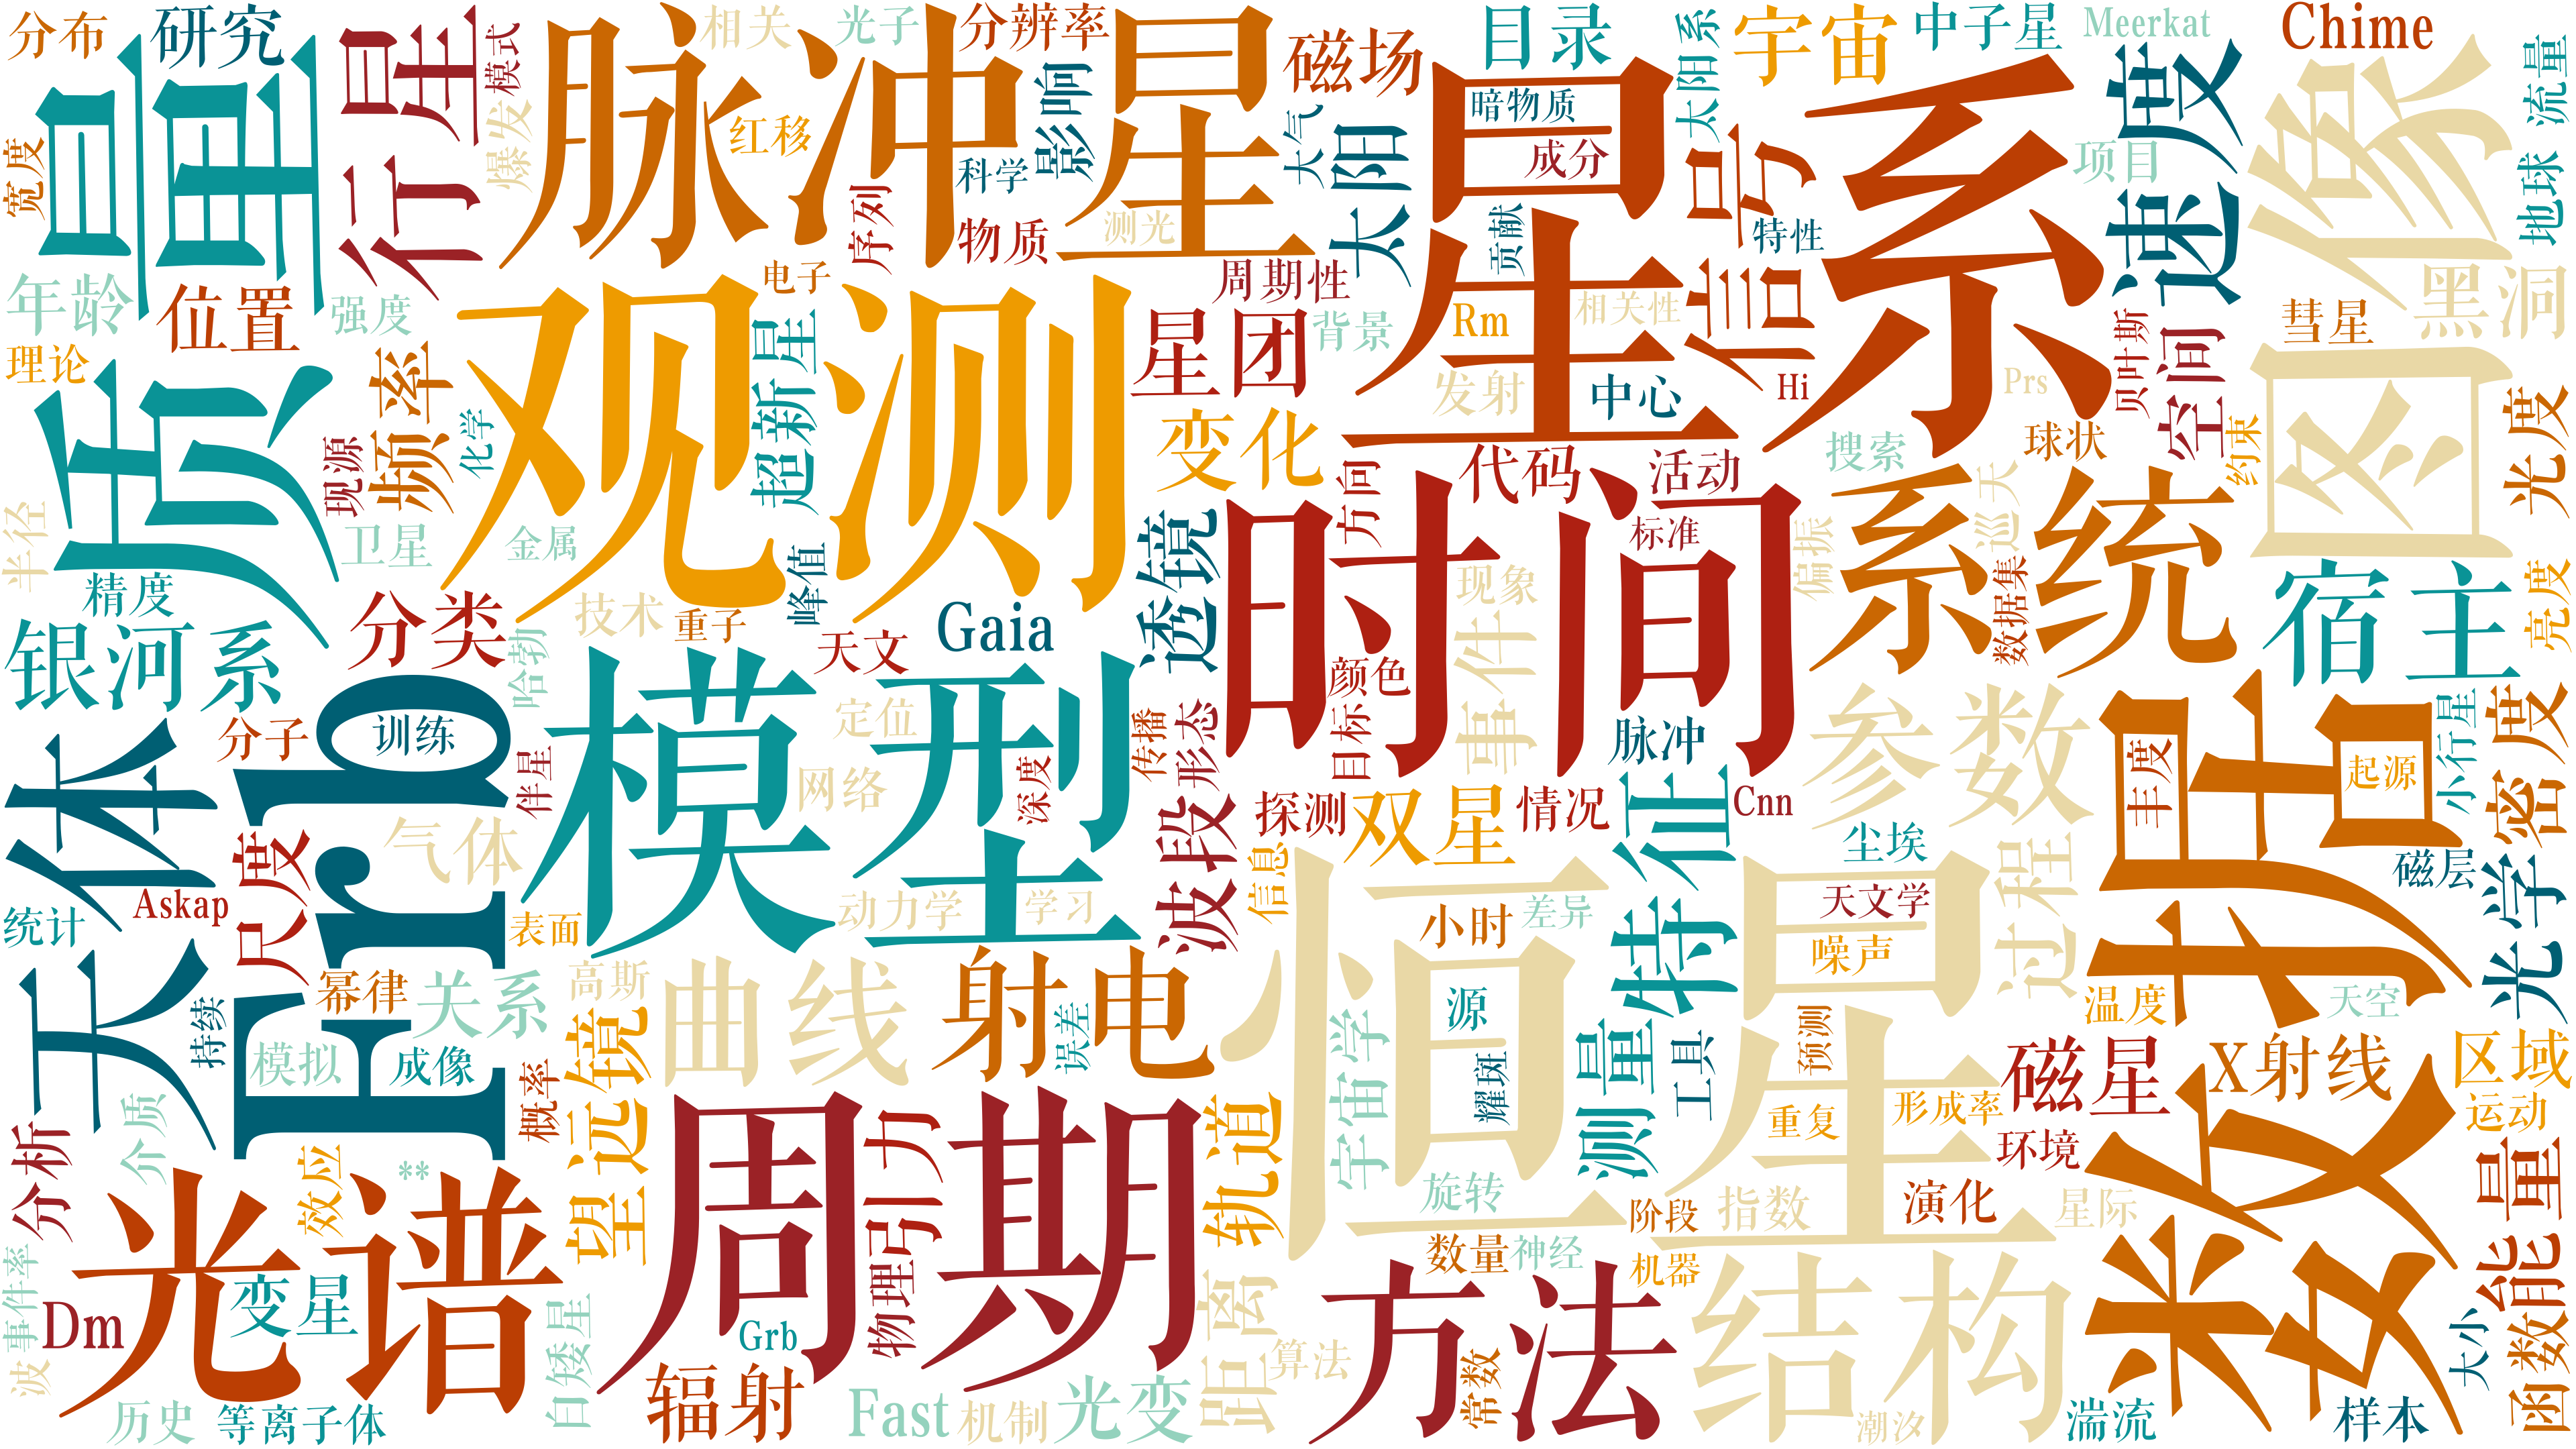 分布
研究
行星
模式
相关
光子
分辨率
磁场
目录
太阳系
宇宙
中子星
Meerkat
Chime
流量
质量
脉冲星
爆发
红移
科学
影响
大气
太阳
星系
暗物质
成分
信号
速度
项目
图像
地球
宽度
序列
物质
测光
贡献
特性
年龄
位置
强度
电子
周期性
背景
Rm
相关性
彗星
黑洞
理论
频率
化学
观测
超新星
星团
变化
发射
中心
Hi
Prs
贝叶斯
空间
现源
代码
活动
搜索
球状
约束
光度
半径
卫星
金属
峰值
透镜
方向
时间
标准
现象
偏振
系统
巡天
数据集
精度
分类
哈勃
技术
重子
天文
Gaia
颜色
事件
宿主
亮度
银河系
天体
分子
Frb
训练
伴星
模型
定位
网络
深度
传播
形态
目标
脉冲
参数
数据
丰度
起源
小行星
密度
尺度
气体
波段
探测
双星
情况
特征
Cnn
尘埃
过程
磁层
光学
统计
Askap
表面
动力学
学习
信息
小时
差异
恒星
天文学
噪声
持续
幂律
关系
高斯
曲线
射电
误差
宇宙学
源
耀斑
测量
工具
预测
温度
天空
模拟
成像
概率
望远镜
磁星
X射线
区域
分析
介质
效应
**
周期
引力
轨道
旋转
重复
形成率
环境
运动
光谱
物理
阶段
指数
演化
星际
能量
事件率
波
Dm
变星
白矮星
Grb
距离
数量
神经
机器
结构
方法
大小
函数
历史
等离子体
辐射
Fast
机制
光变
算法
常数
潮汐
湍流
样本